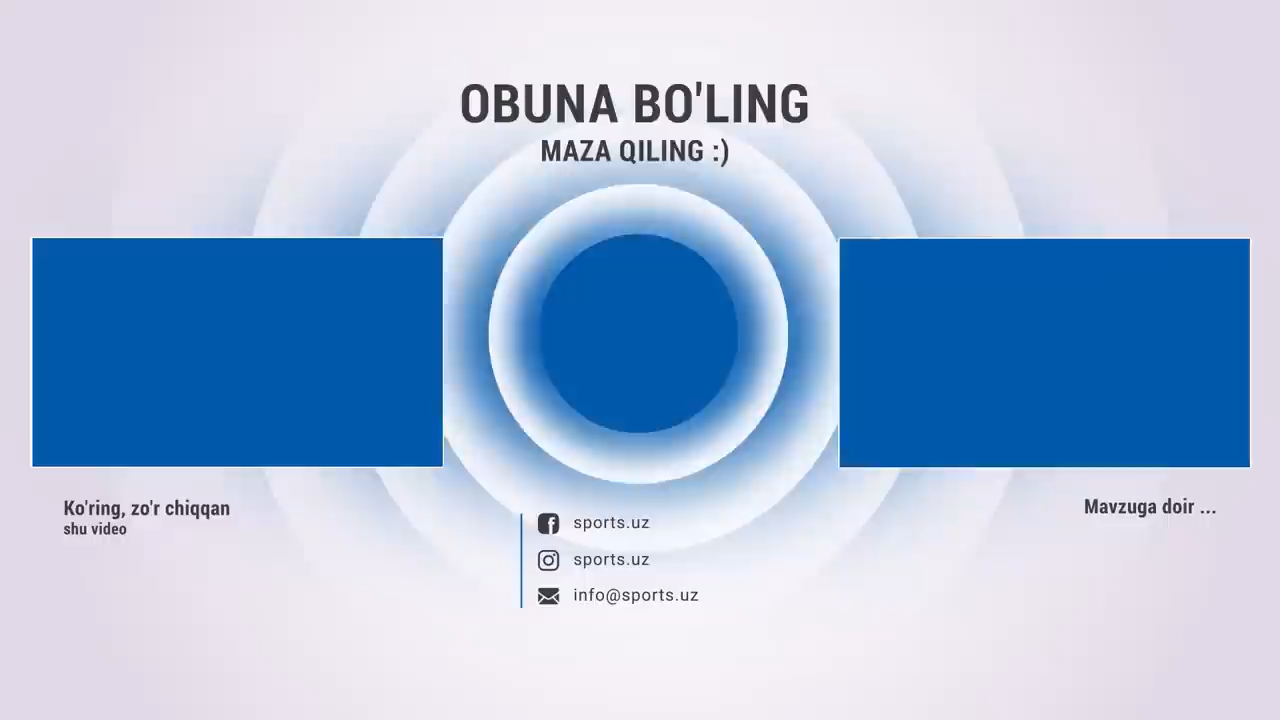 OBUNA BO'LING
MAZA QILING :)
Ko'ring, zo'r chiqqan
shu video
Mavzuga doir ...
sports.uz
sports.uz
info@sports.uz